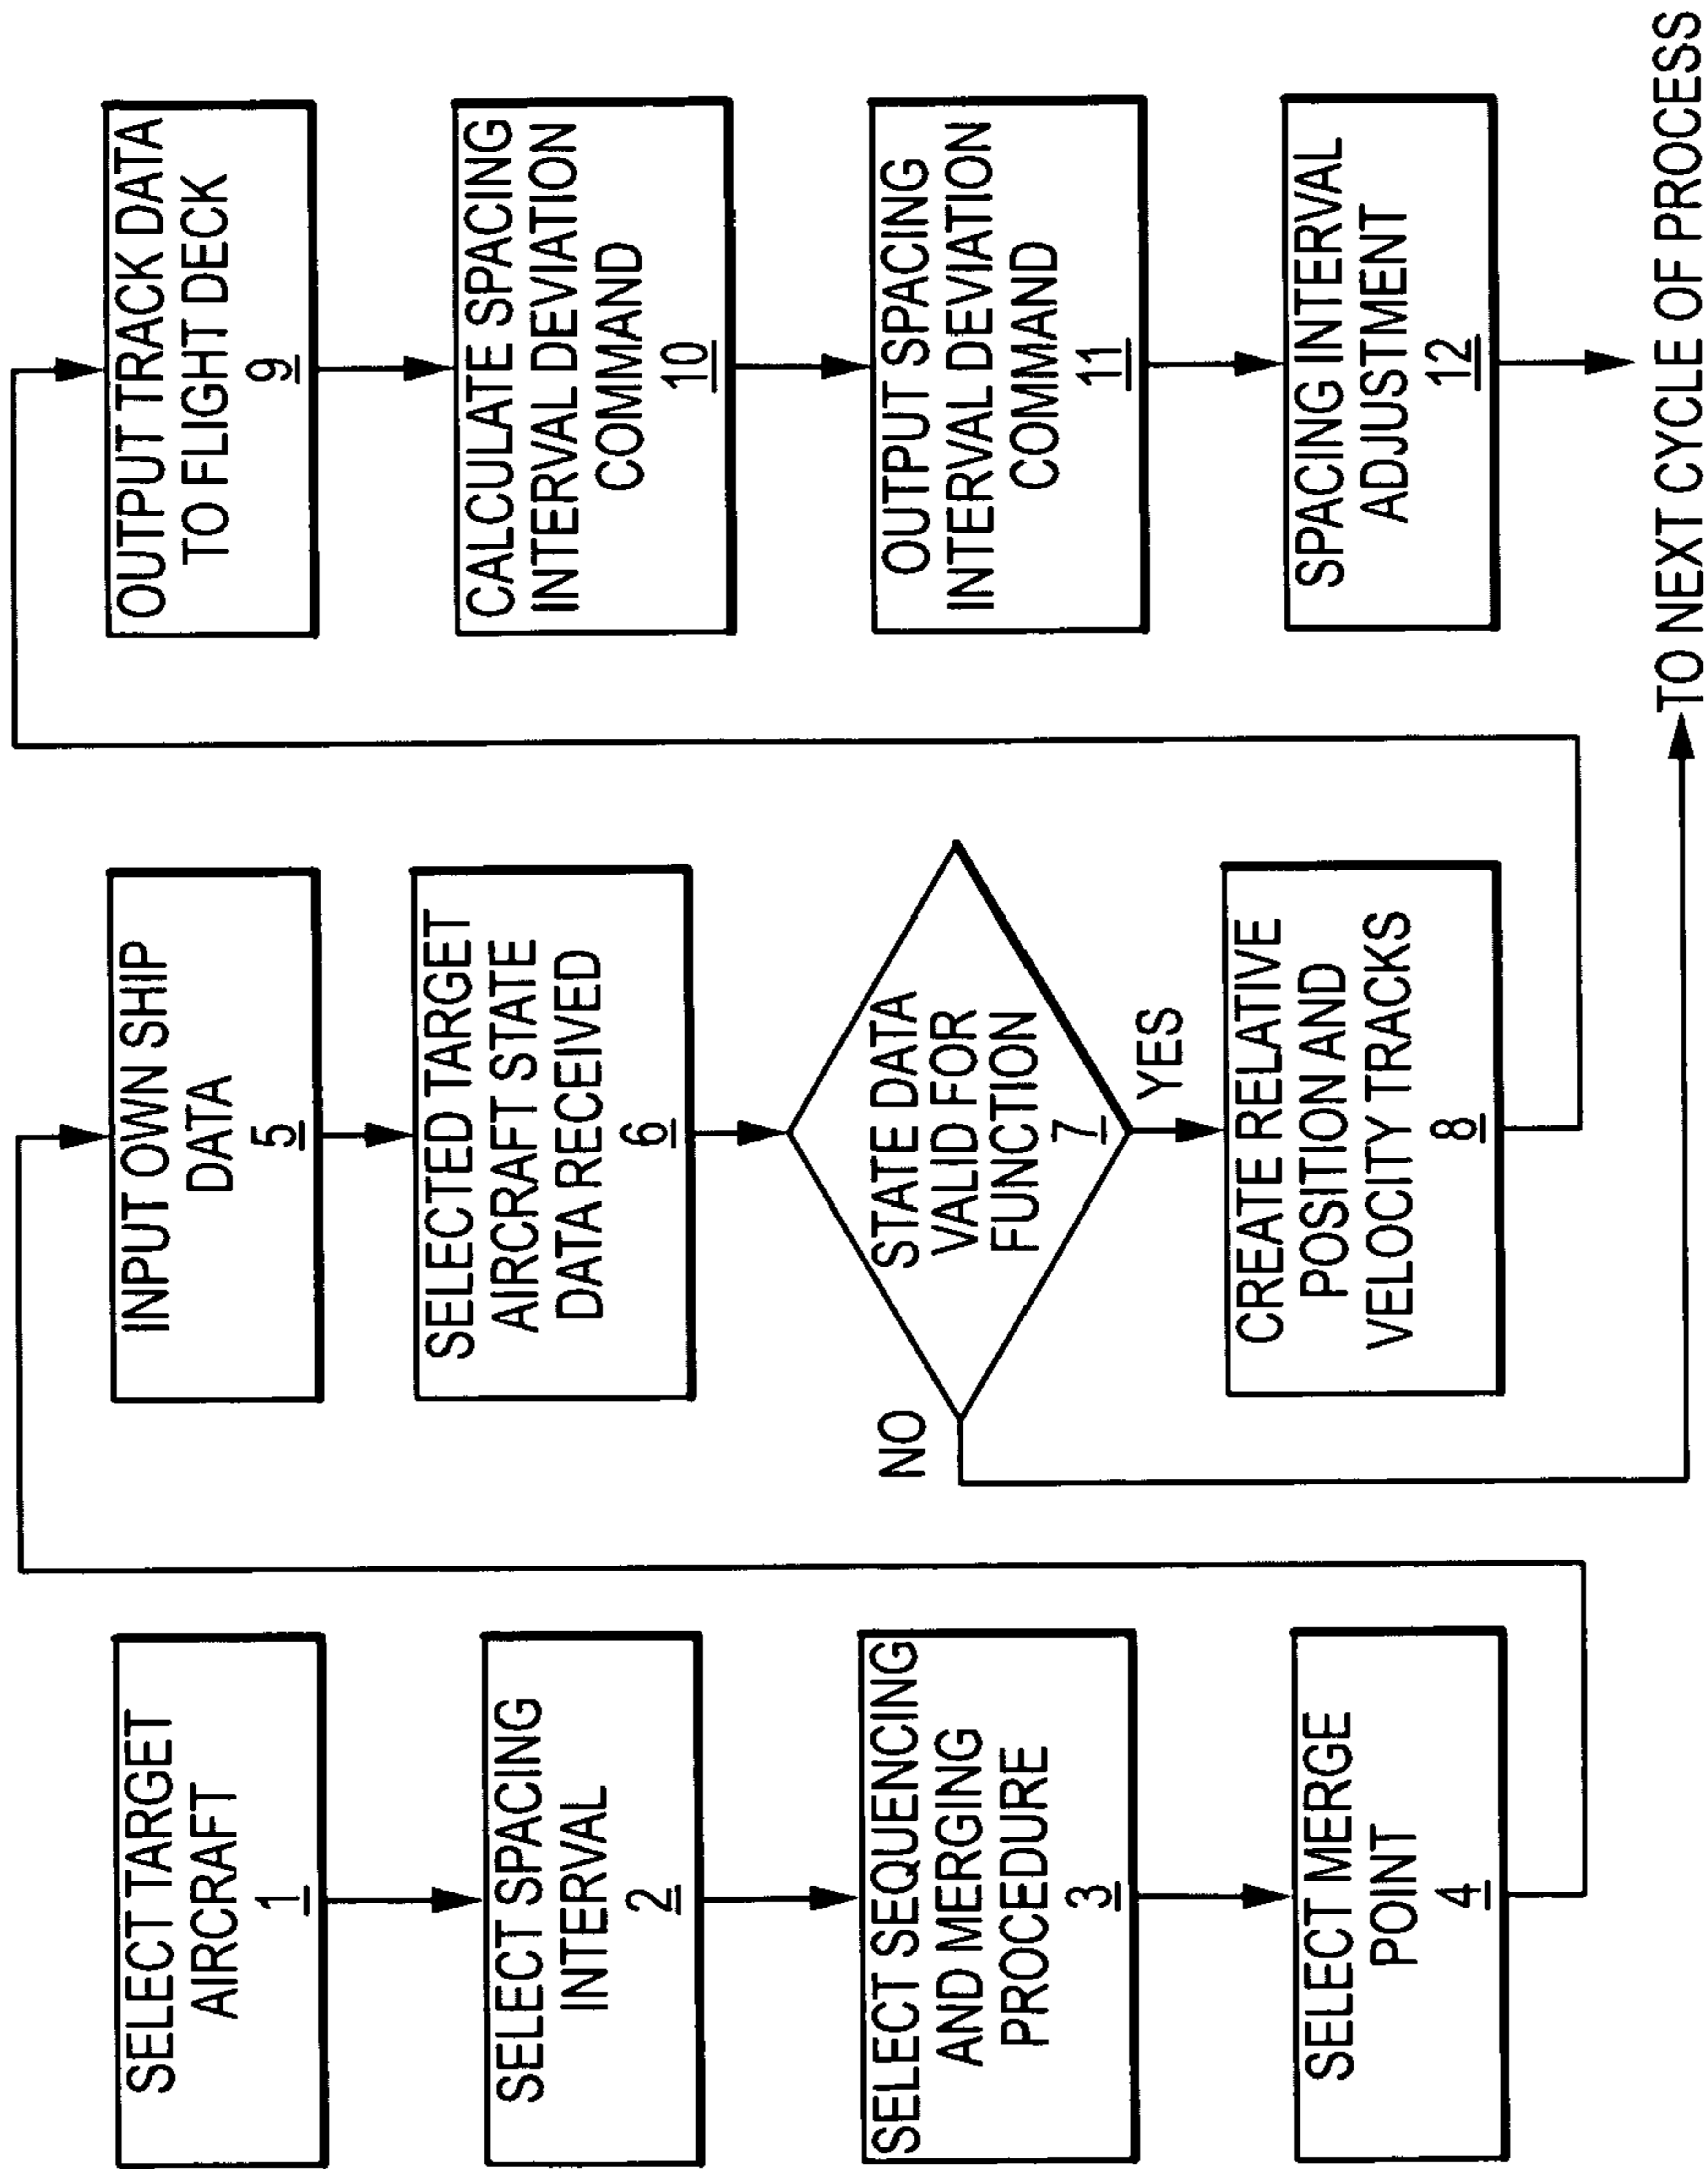 SELECT TARGET
AIRCRAFT
1
SELECT SPACING
INTERVAL
2
SELECT SEQUENCING
AND MERGING
PROCEDURE
3
SELECT MERGE
POINT
4
INPUT OWN SHIP
DATA
5
SELECTED TARGET
AIRCRAFT STATE
DATA RECEIVED
6
STATE DATA
VALID FOR
FUNCTION
7
NO
YES
CREATE RELATIVE
POSITION AND
VELOCITY TRACKS
8
OUTPUT TRACK DATA
TO FLIGHT DECK
9
CALCULATE SPACING
INTERVAL DEVIATION
COMMAND
10
OUTPUT SPACING
INTERVAL DEVIATION
COMMAND
11
SPACING INTERVAL
ADJUSTMENT
12
TO NEXT CYCLE OF PROCESS